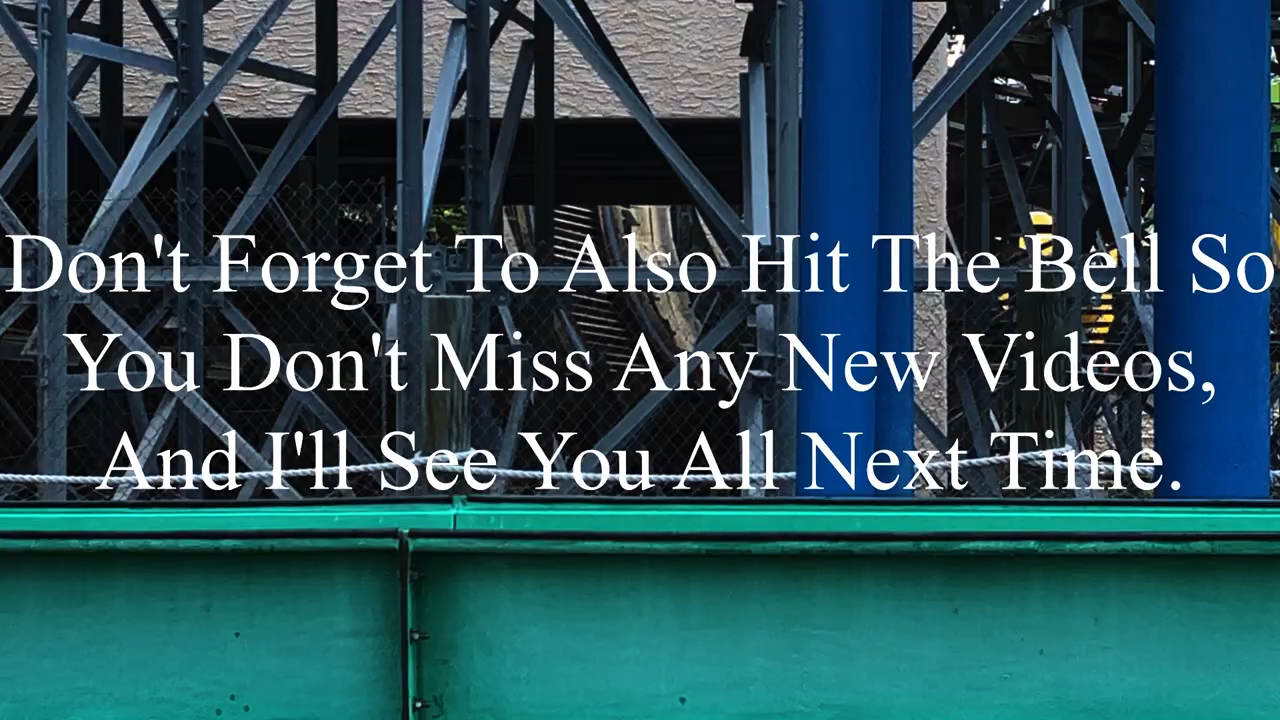 Don't Forget To Also Hit The Bell So
You Don't Miss Any New Videos,
And I'll See You All Next Time.